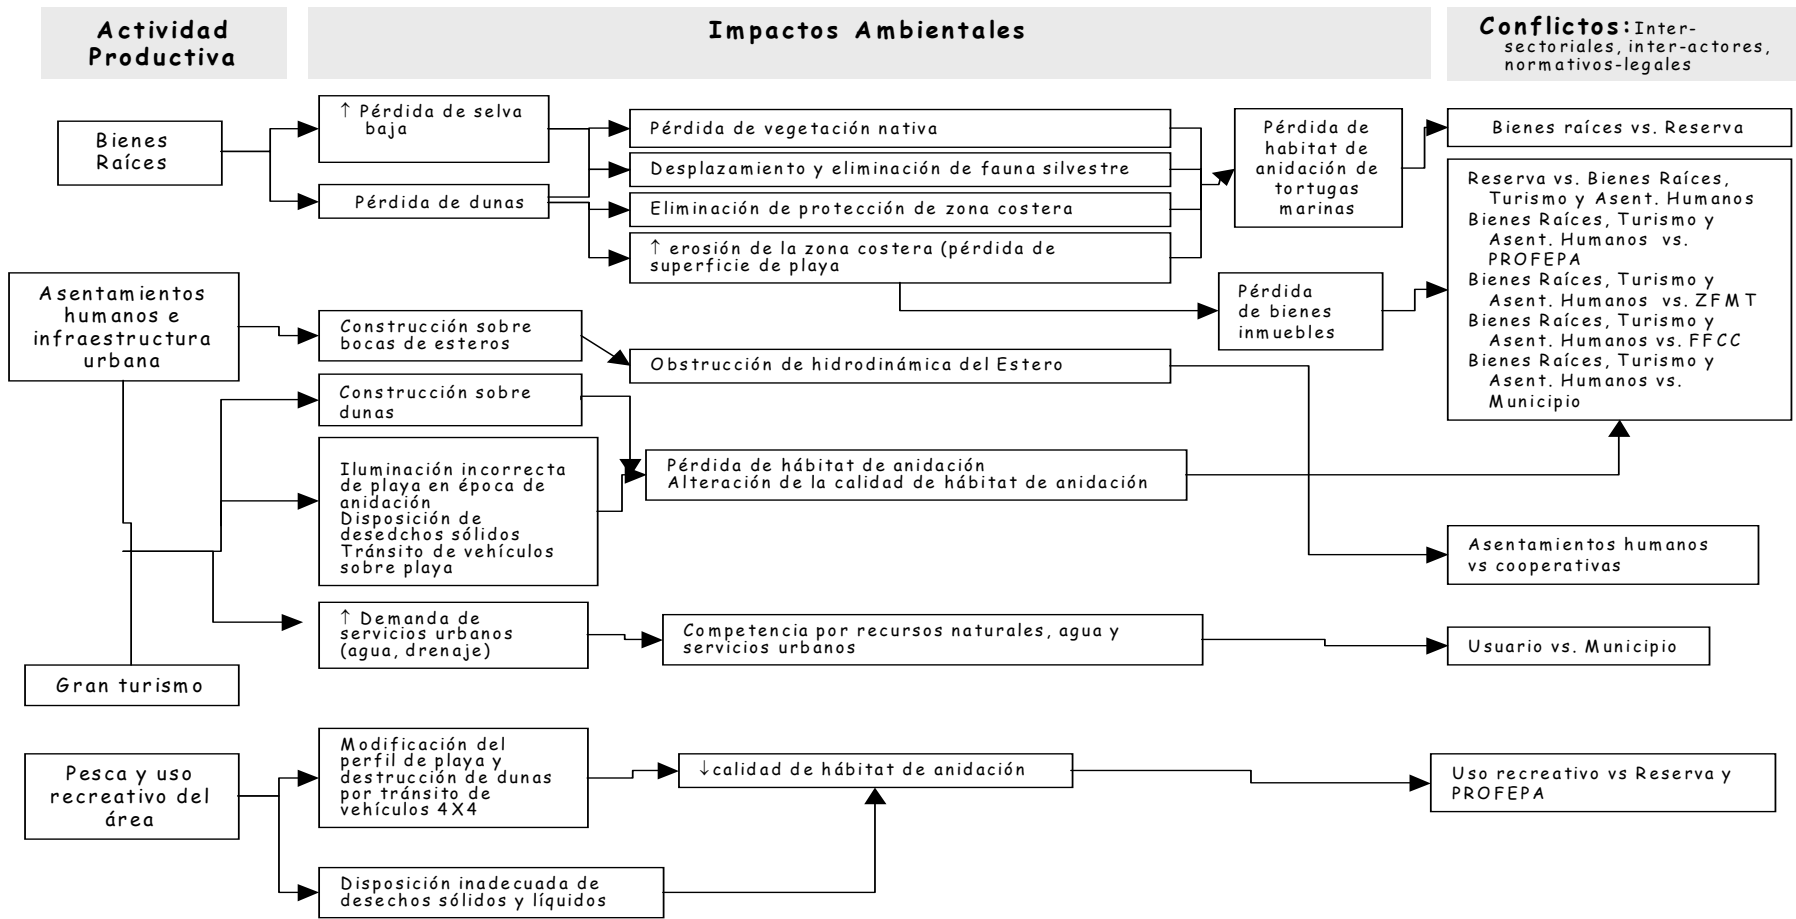 Actividad
Productiva
Impactos Ambientales
Conflictos: Inter-
sectoriales, inter-actores,
normativos-legales
Bienes
Raíces
↑ Pérdida de selva
baja
Pérdida de dunas
Pérdida de vegetación nativa
Desplazamiento y eliminación de fauna silvestre
Eliminación de protección de zona costera
↑ erosión de la zona costera (pérdida de
superficie de playa
Pérdida de
habitat de
anidación de
tortugas
marinas
Pérdida
de bienes
inmuebles
Bienes raíces vs. Reserva
Reserva vs. Bienes Raíces,
Turismo y Asent. Humanos
Bienes Raíces, Turismo y
Asent. Humanos vs.
PROFEPA
Bienes Raíces, Turismo y
Asent. Humanos vs. ZFMT
Bienes Raíces, Turismo y
Asent. Humanos vs. FFCC
Bienes Raíces, Turismo y
Asent. Humanos vs.
Municipio
Asentamientos
humanos e
infraestructura
urbana
Construcción sobre
bocas de esteros
Construcción sobre
dunas
Iluminación incorrecta
de playa en época de
anidación
Disposición de
desedchos sólidos
Tránsito de vehículos
sobre playa
↑ Demanda de
servicios urbanos
(agua, drenaje)
Obstrucción de hidrodinámica del Estero
Pérdida de hábitat de anidación
Alteración de la calidad de hábitat de anidación
Competencia por recursos naturales, agua y
servicios urbanos
Asentamientos humanos
vs cooperativas
Usuario vs. Municipio
Gran turismo
Pesca y uso
recreativo del
área
Modificación del
perfil de playa y
destrucción de dunas
por tránsito de
vehículos 4X4
Disposición inadecuada de
desechos sólidos y líquidos
↓calidad de hábitat de anidación
Uso recreativo vs Reserva y
PROFEPA